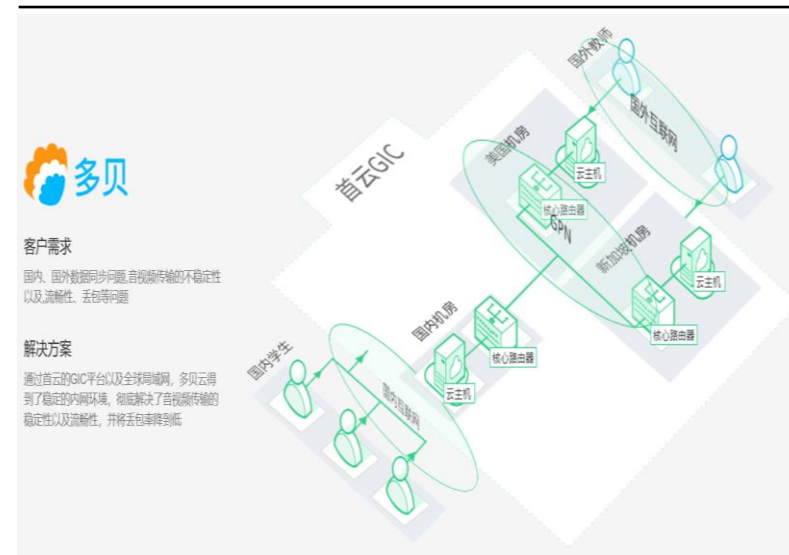 多贝
客户需求
国内、国外数据同步问题,音视频传输的不稳定性
以及,流畅性、丢包等问题
解决方案
通过首云的GIC平台以及全球局域网，多贝云得
到了稳定的内网环境，彻底解决了音视频传输的
稳定性以及流畅性，并将丢包率降到低
国外教师
国外互联网
美国机房
云主机
首云GIC
核心路由器
GPN
新加坡机房
云主机
核心路由器
国内机房
核心路由器
云主机
国内学生
国内互联网